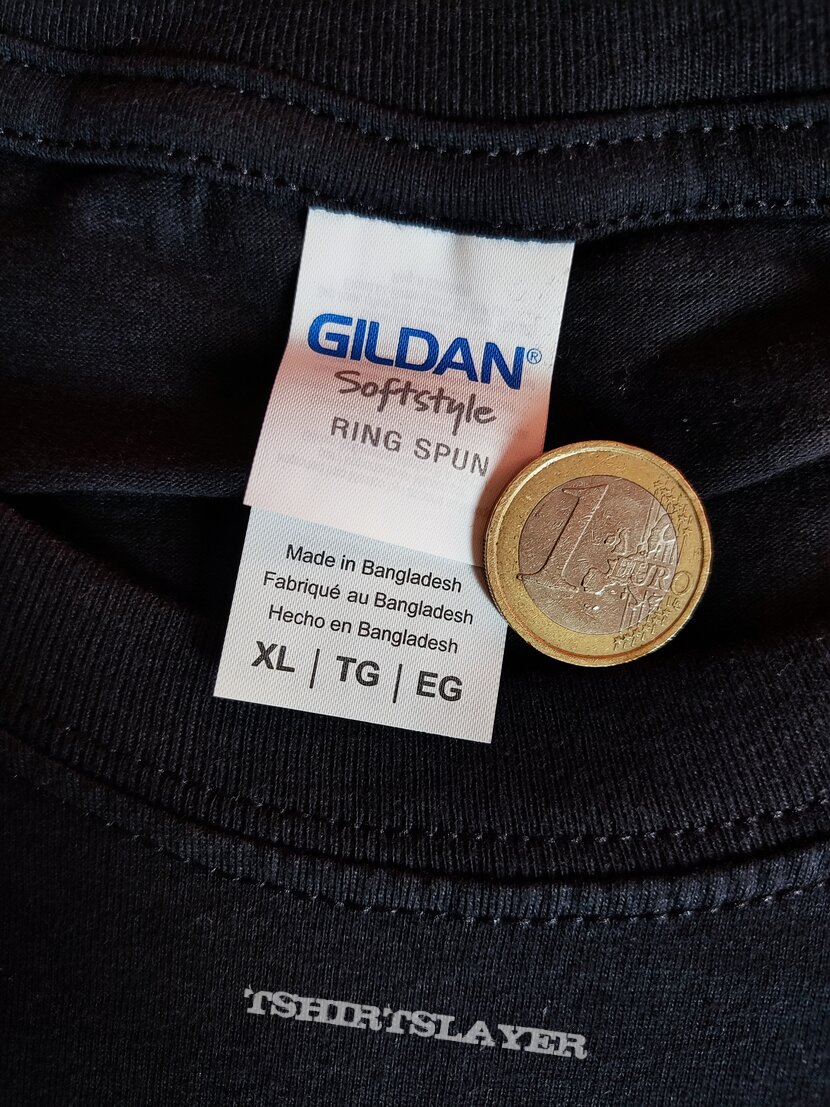 GILDAN®
Softstyle
RING SPUN
Made in Bangladesh
Fabriqué au Bangladesh
Hecho en Bangladesh
XL | TG | EG
1
EURO
TSHIRTSLAYER